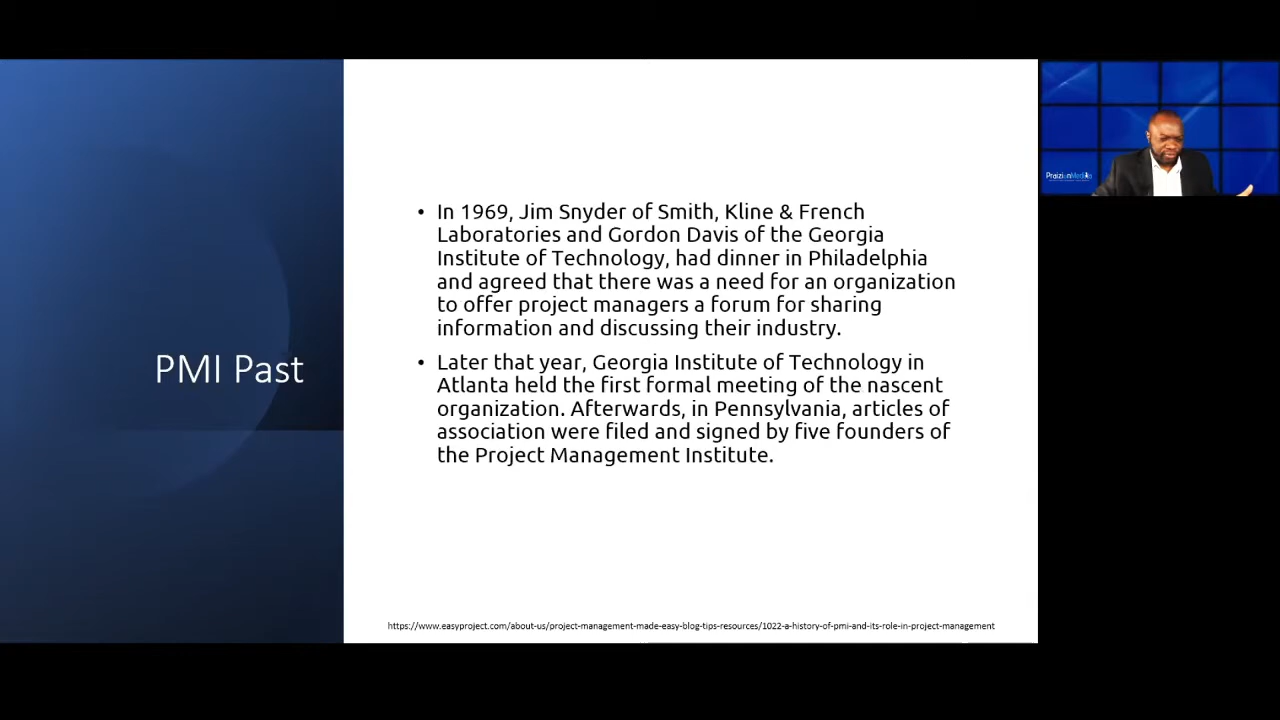 PMI Past
• In 1969, Jim Snyder of Smith, Kline & French
Laboratories and Gordon Davis of the Georgia
Institute of Technology, had dinner in Philadelphia
and agreed that there was a need for an organization
to offer project managers a forum for sharing
information and discussing their industry.
• Later that year, Georgia Institute of Technology in
Atlanta held the first formal meeting of the nascent
organization. Afterwards, in Pennsylvania, articles of
association were filed and signed by five founders of
the Project Management Institute.
https://www.easyproject.com/about-us/project-management-made-easy-blog-tips-resources/1022-a-history-of-pmi-and-its-role-in-project-management
PraizionMedia